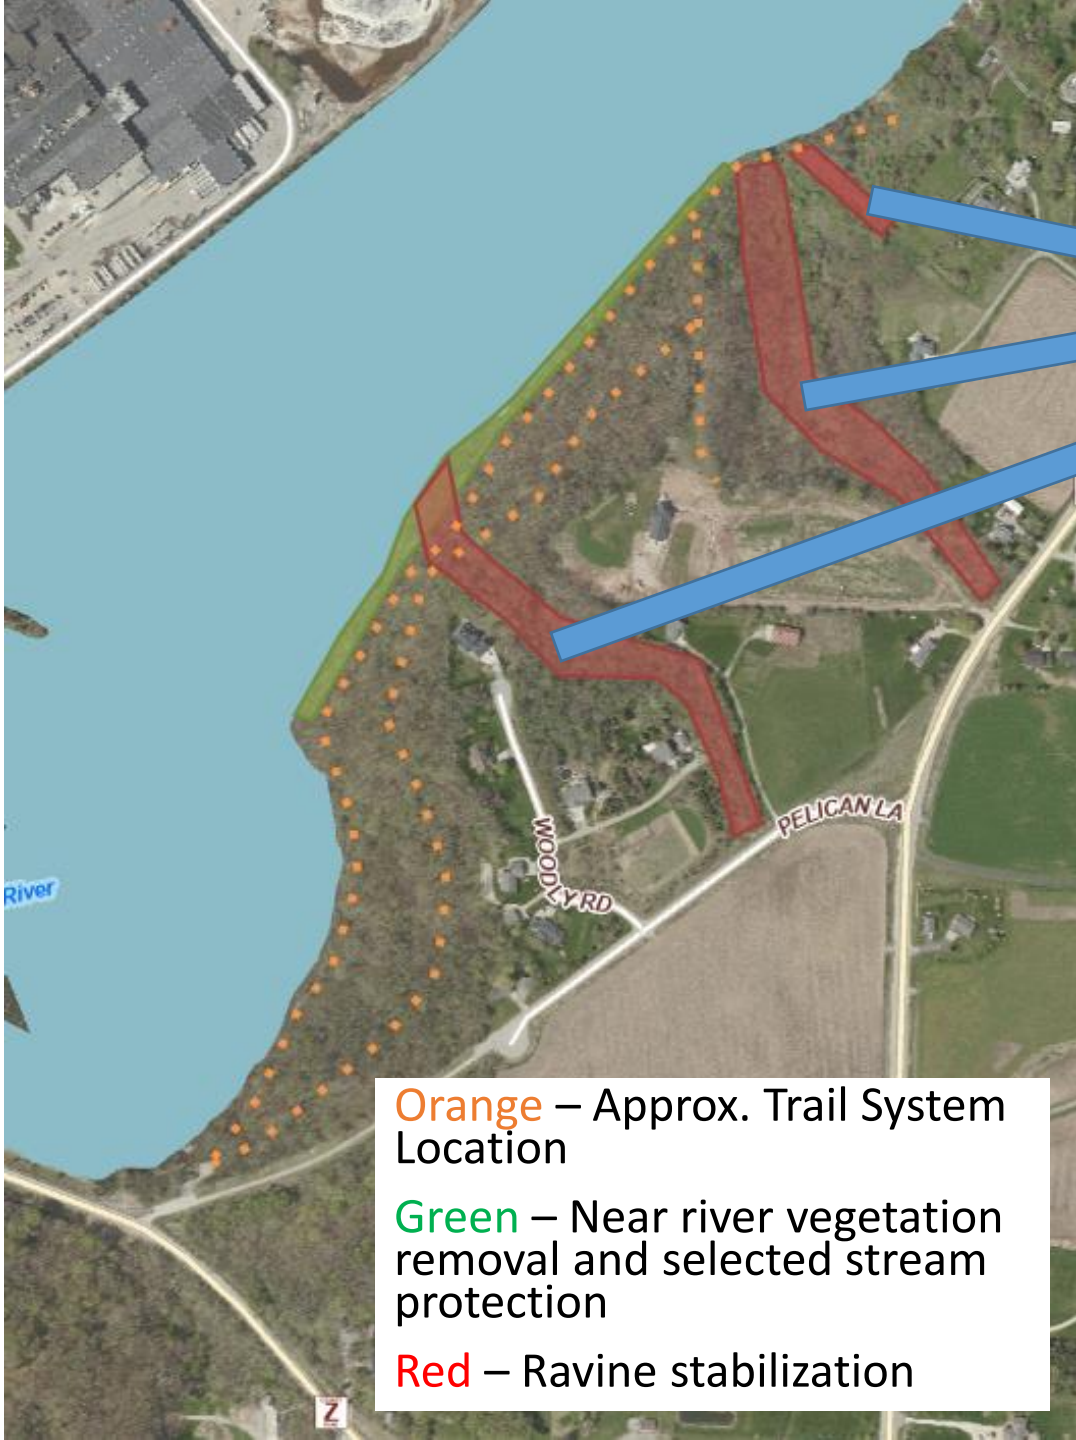 PELICAN LA
WOODLY RD
River
Orange – Approx. Trail System
Location
Green – Near river vegetation
removal and selected stream
protection
Red – Ravine stabilization
Z